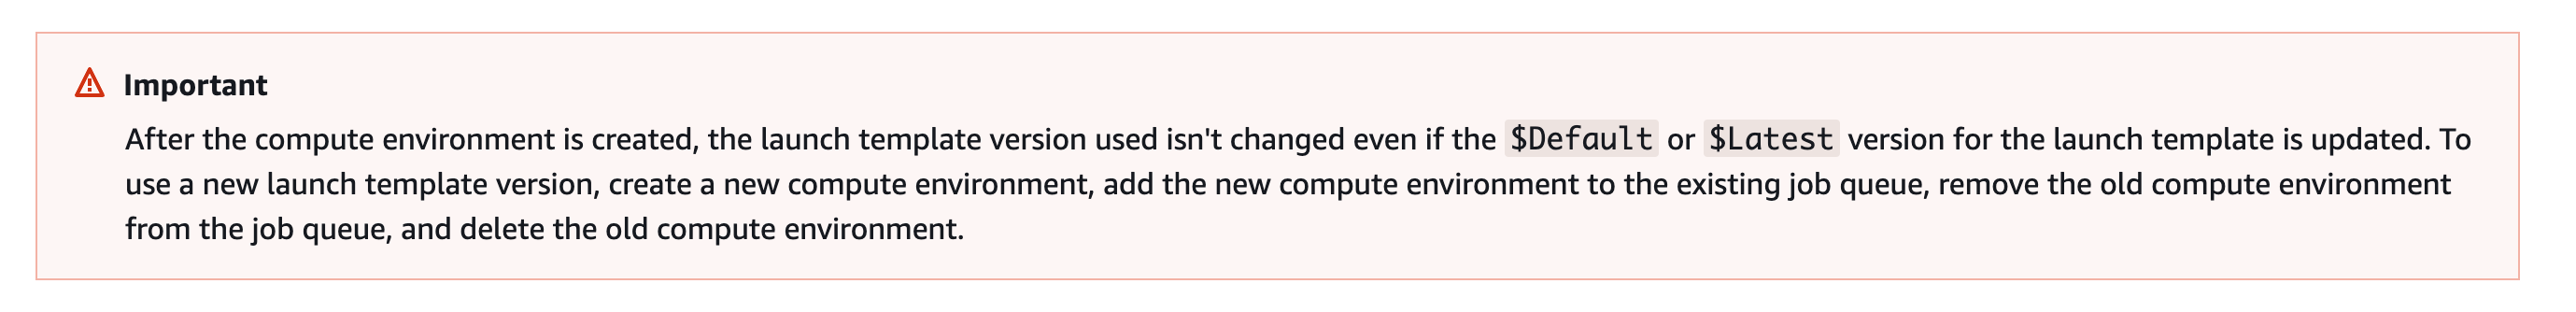 Important
After the compute environment is created, the launch template version used isn't changed even if the $Default or $Latest version for the launch template is updated. To
use a new launch template version, create a new compute environment, add the new compute environment to the existing job queue, remove the old compute environment
from the job queue, and delete the old compute environment.